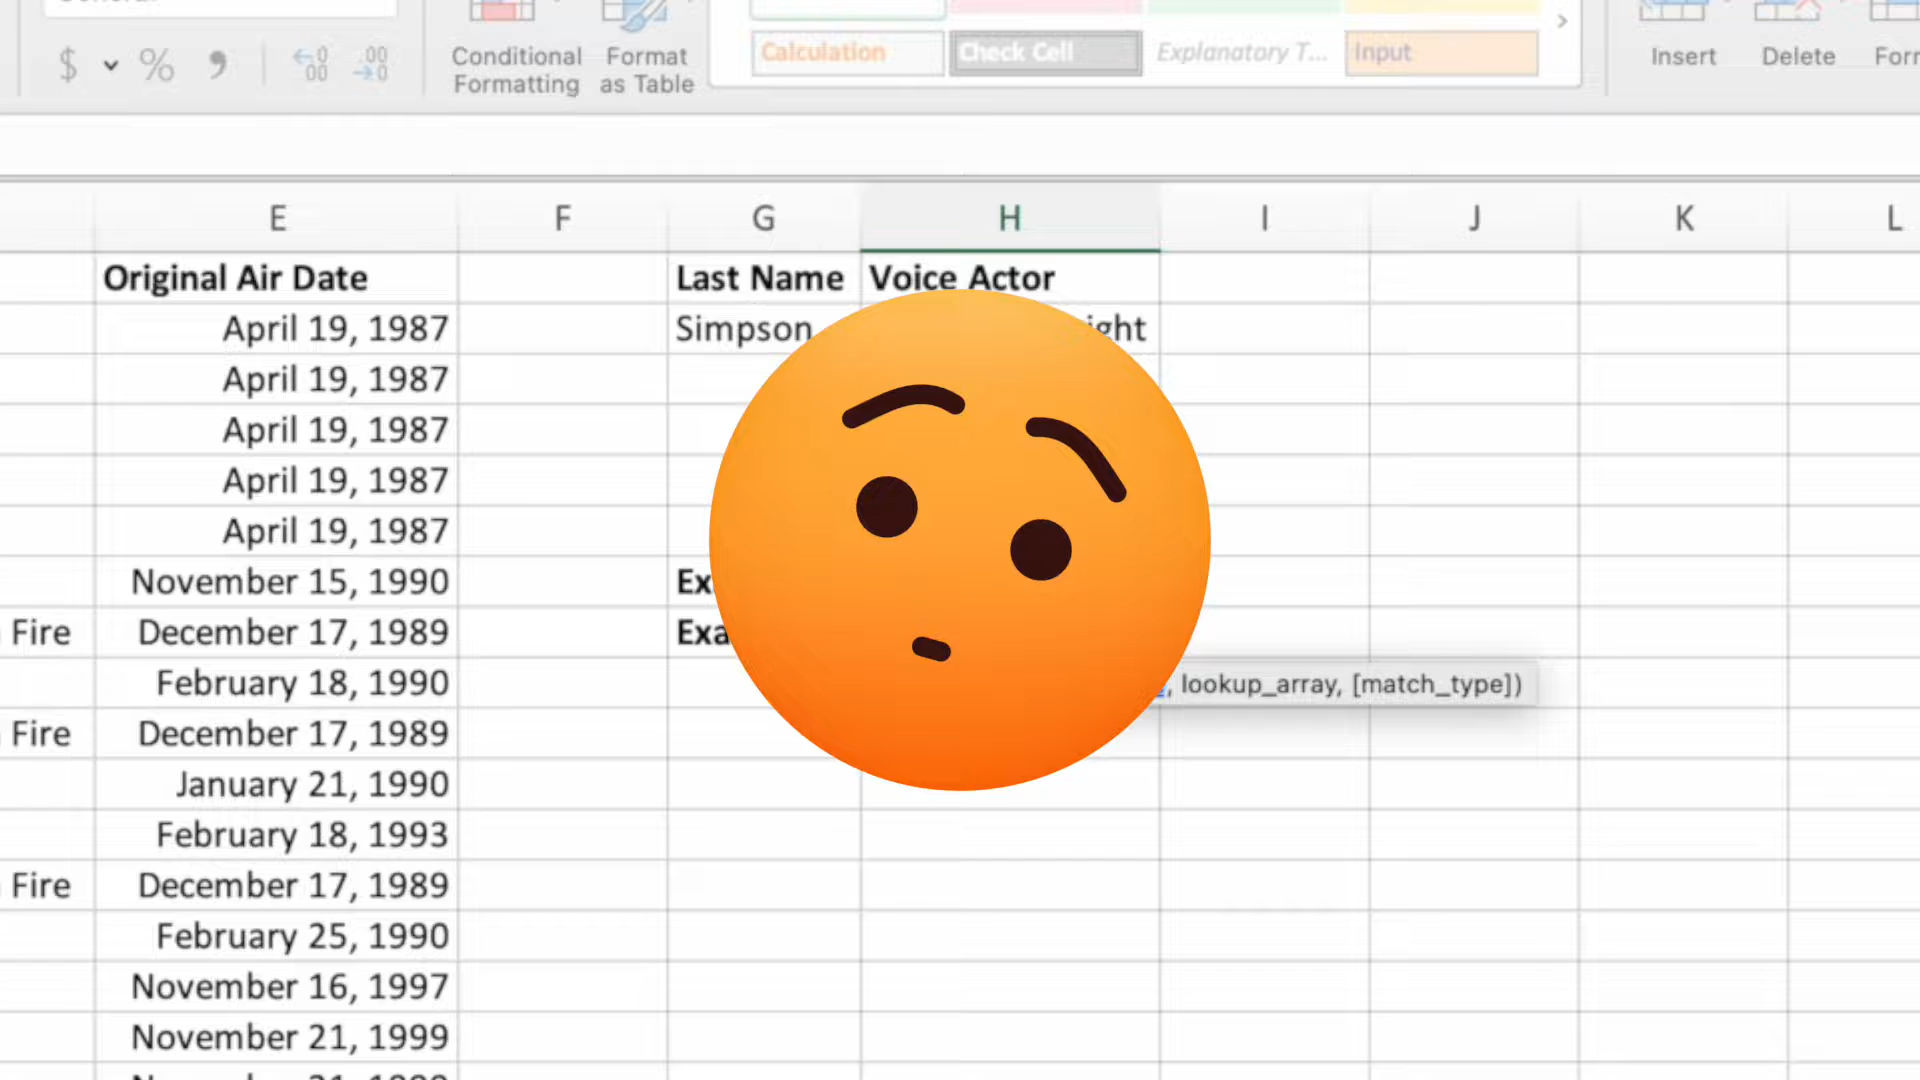 $ % Conditional Formatting Format as Table Calculation Check Cell Explanatory T... Input Insert Delete
E F G H I J K L
Original Air Date Last Name Voice Actor
April 19, 1987 Simpson ight
April 19, 1987
April 19, 1987
April 19, 1987
April 19, 1987
November 15, 1990 Ex
Fire December 17, 1989 Exa
February 18, 1990 , lookup_array, [match_type])
Fire December 17, 1989
January 21, 1990
February 18, 1993
Fire December 17, 1989
February 25, 1990
November 16, 1997
November 21, 1999